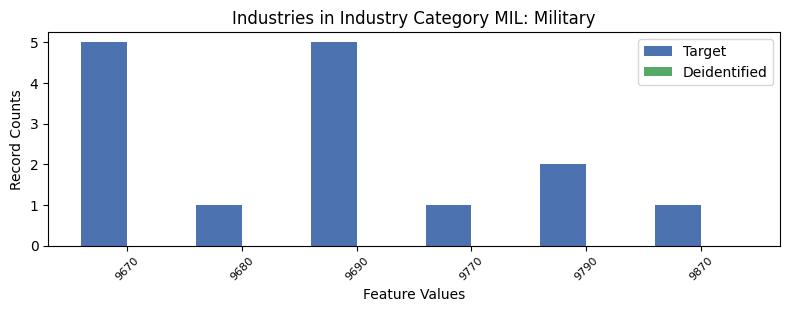 Industries in Industry Category MIL: Military
Target
Deidentified
Record Counts
5
4
3
2
1
0
9670 9680 9690 9770 9790 9870
Feature Values